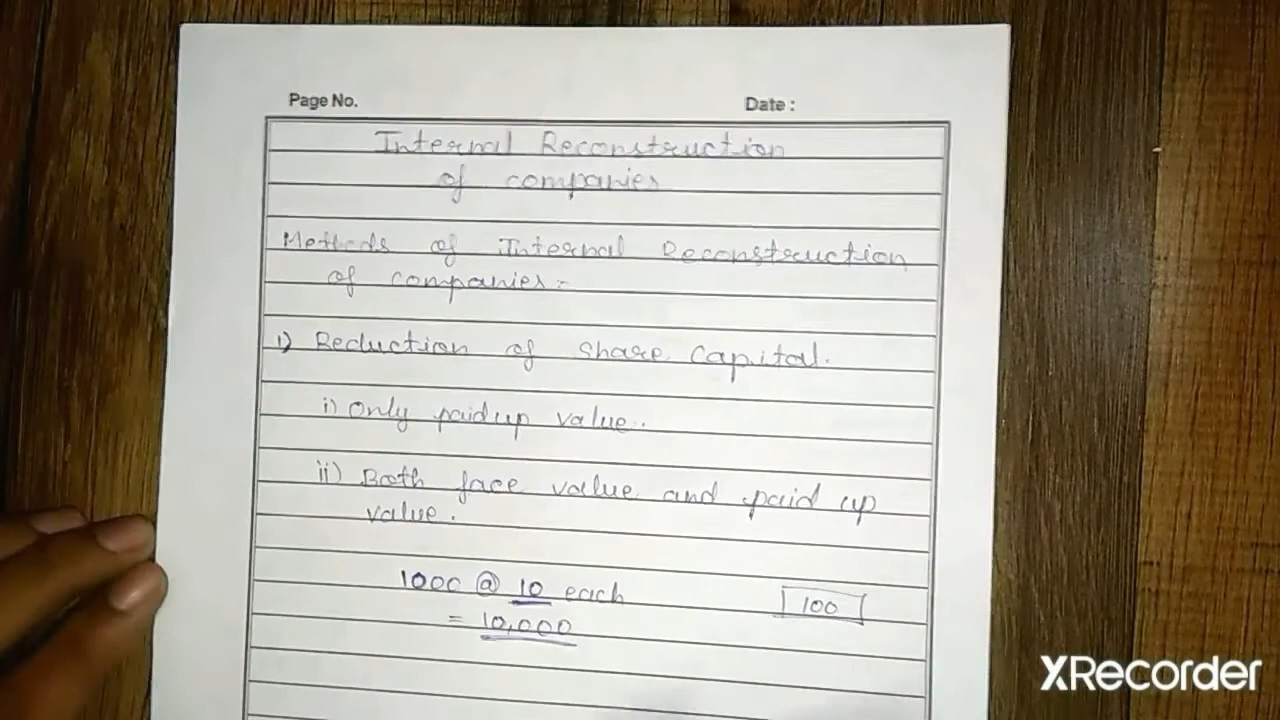 Page No. Date :
Internal Reconstruction
of companies
Methods of Internal Reconstruction
of companies:-
1) Reduction of share capital.
i) Only paid up value.
ii) Both face value and paid up
value.
1000 @ 10 each
100
= 10,000
XRecorder